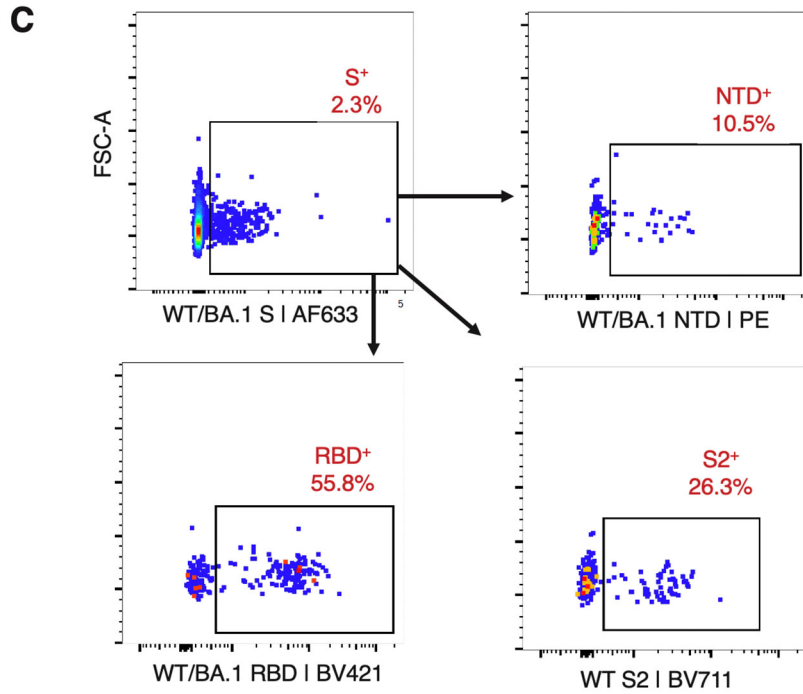 C
S⁺
2.3%
FSC-A
5
WT/BA.1 S | AF633
NTD⁺
10.5%
WT/BA.1 NTD | PE
RBD⁺
55.8%
WT/BA.1 RBD | BV421
S2⁺
26.3%
WT S2 | BV711